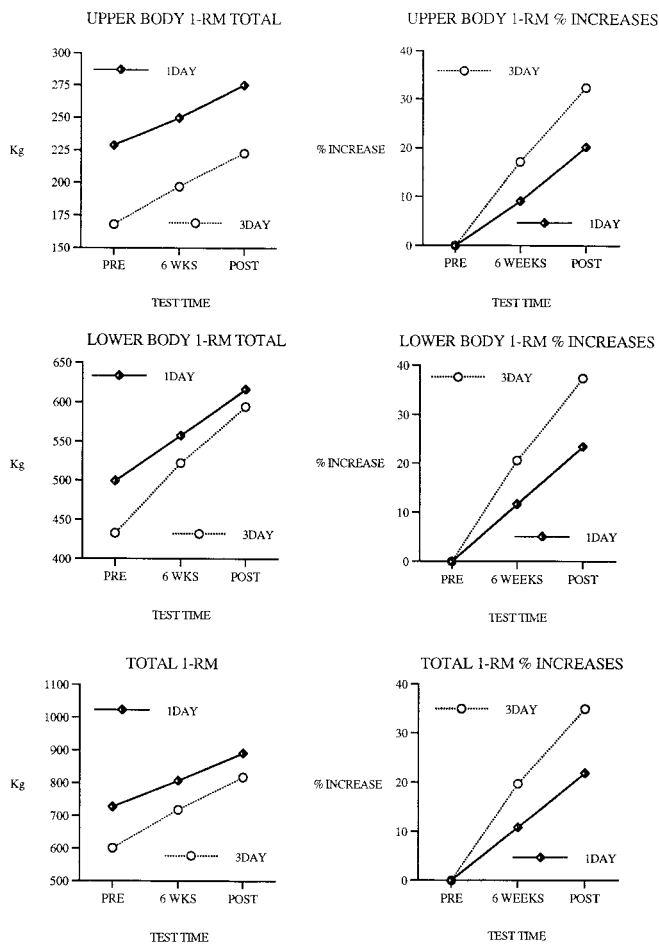 UPPER BODY 1-RM TOTAL
300
275
250
225
200
175
150
Kg
1DAY
3DAY
PRE
6 WKS
POST
TEST TIME
UPPER BODY 1-RM % INCREASES
40
30
20
10
0
% INCREASE
3DAY
1DAY
PRE
6 WEEKS
POST
TEST TIME
LOWER BODY 1-RM TOTAL
650
600
550
500
450
400
Kg
1DAY
3DAY
PRE
6 WKS
POST
TEST TIME
LOWER BODY 1-RM % INCREASES
40
30
20
10
0
% INCREASE
3DAY
1DAY
PRE
6 WEEKS
POST
TEST TIME
TOTAL 1-RM
1100
1000
900
800
700
600
500
Kg
1DAY
3DAY
PRE
6 WKS
POST
TEST TIME
TOTAL 1-RM % INCREASES
40
30
20
10
0
% INCREASE
3DAY
1DAY
PRE
6 WEEKS
POST
TEST TIME